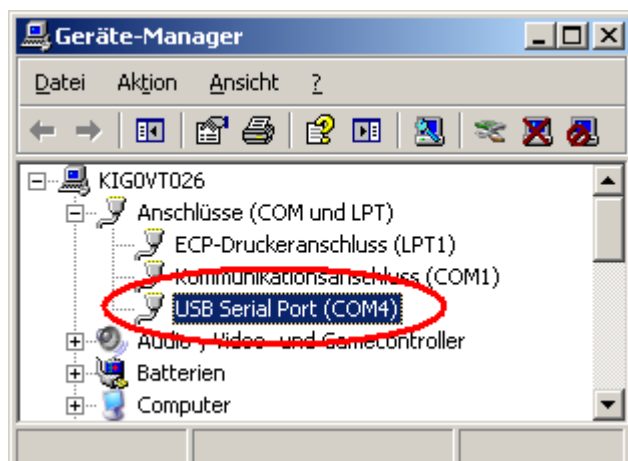 Geräte-Manager
Datei Aktion Ansicht ?
KIG0VT026
Anschlüsse (COM und LPT)
ECP-Druckeranschluss (LPT1)
Kommunikationsanschluss (COM1)
USB Serial Port (COM4)
Audio-, Video- und Gamecontroller
Batterien
Computer